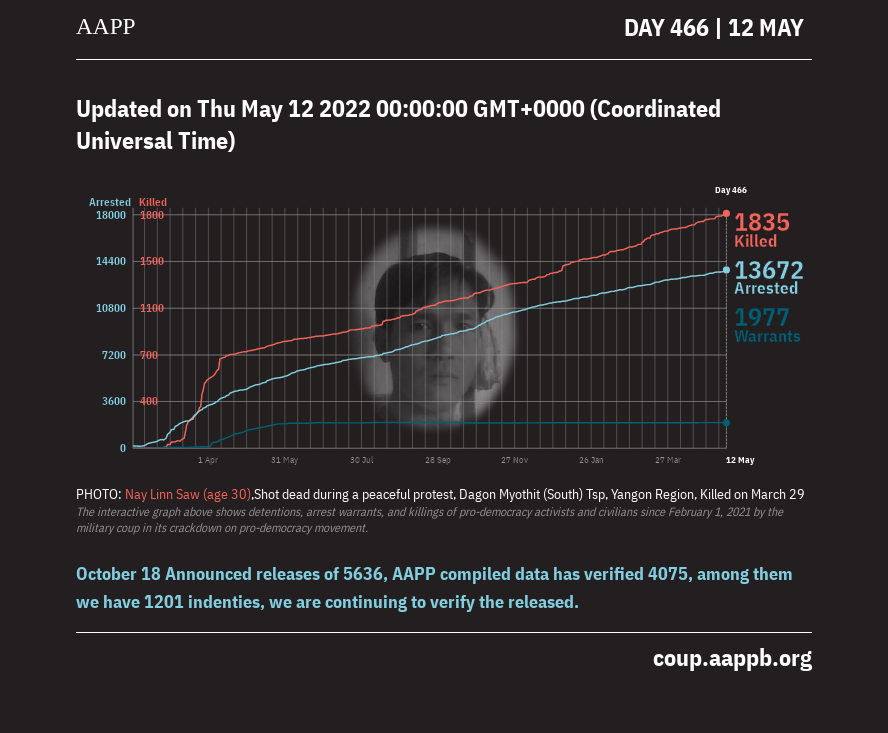 AAPP
DAY 466 | 12 MAY
Updated on Thu May 12 2022 00:00:00 GMT+0000 (Coordinated
Universal Time)
Day 466
Arrested Killed
18000 1800
14400 1500
10800 1100
7200 700
3600 400
0
1835
Killed
13672
Arrested
1977
Warrants
1 Apr 31 May 30 Jul 28 Sep 27 Nov 26 Jan 27 Mar 12 May
PHOTO: Nay Linn Saw (age 30),Shot dead during a peaceful protest, Dagon Myothit (South) Tsp, Yangon Region, Killed on March 29
The interactive graph above shows detentions, arrest warrants, and killings of pro-democracy activists and civilians since February 1, 2021 by the
military coup in its crackdown on pro-democracy movement.
October 18 Announced releases of 5636, AAPP compiled data has verified 4075, among them
we have 1201 indenties, we are continuing to verify the released.
coup.aappb.org